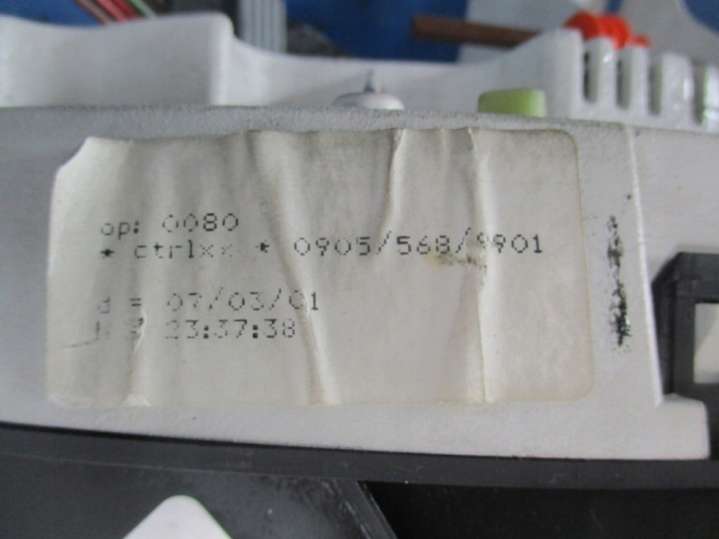 op: 0080
* ctrlxx * 0905/568/9901
d = 07/03/01
h = 23:37:38